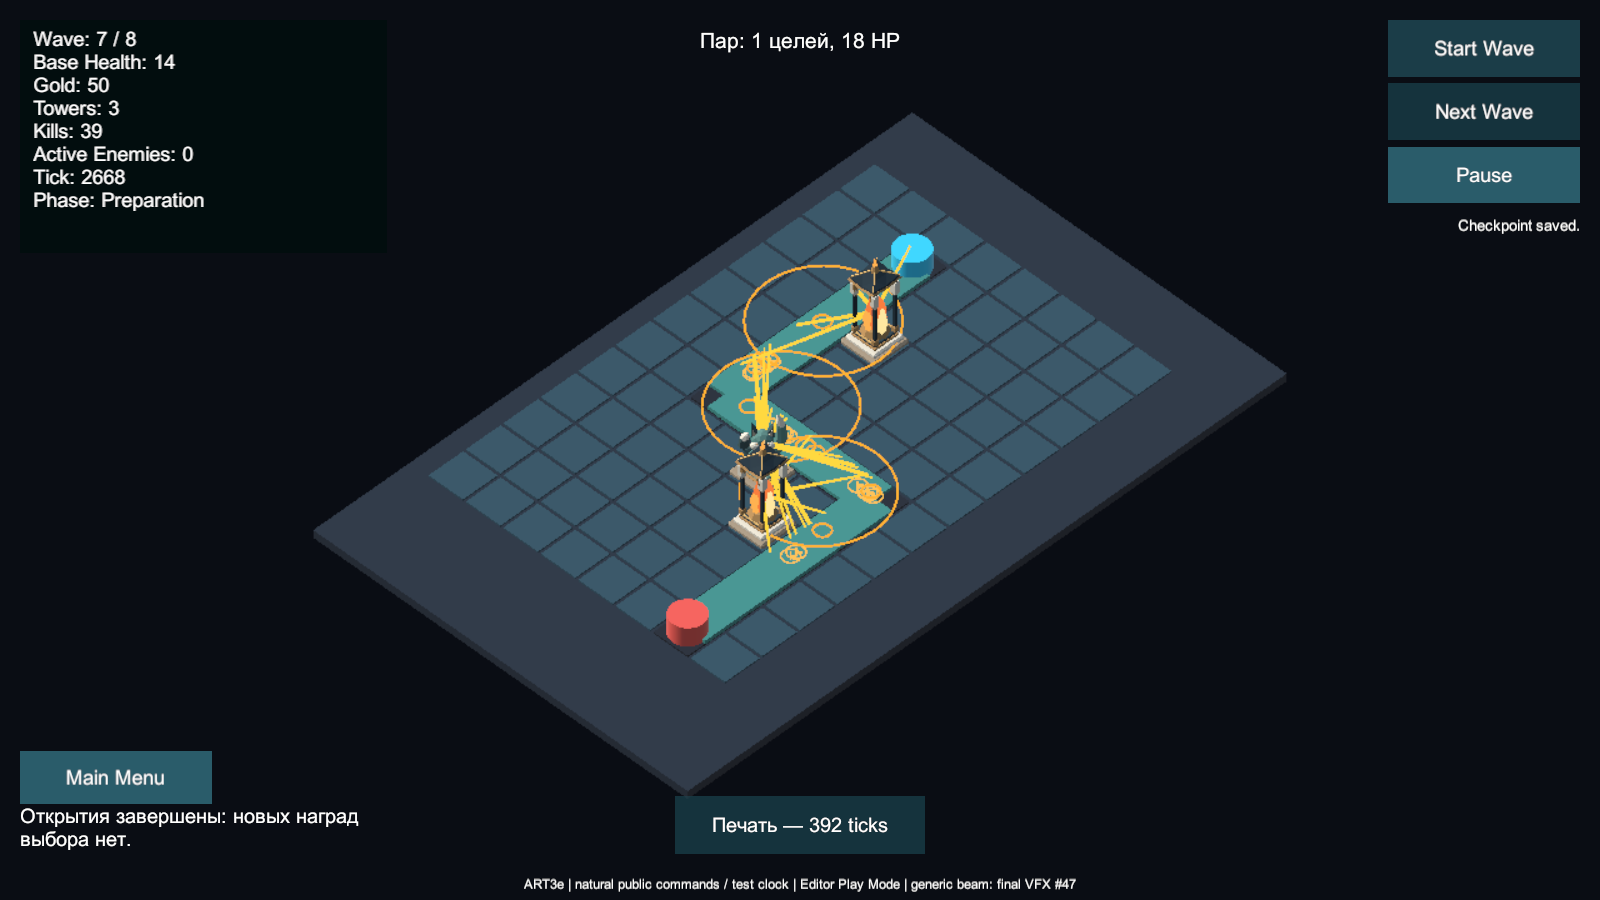 Wave: 7 / 8
Base Health: 14
Gold: 50
Towers: 3
Kills: 39
Active Enemies: 0
Tick: 2668
Phase: Preparation
Пар: 1 целей, 18 HP
Start Wave
Next Wave
Pause
Checkpoint saved.
Main Menu
Открытия завершены: новых наград
выбора нет.
Печать — 392 ticks
ART3e | natural public commands / test clock | Editor Play Mode | generic beam: final VFX #47